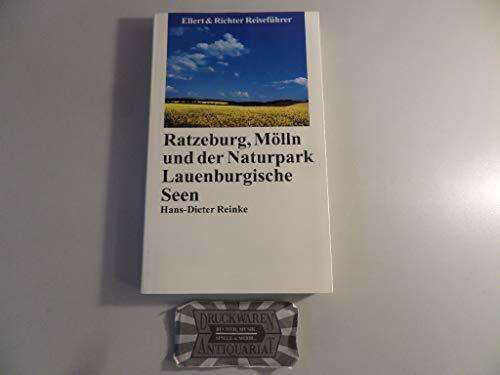 Ellert & Richter Reiseführer
Ratzeburg, Mölln
und der Naturpark
Lauenburgische
Seen
Hans-Dieter Reinke
DRUCKWAREN
BÜCHER, MUSIK,
SPIELE & MEHR...
ANTIQUARIAT